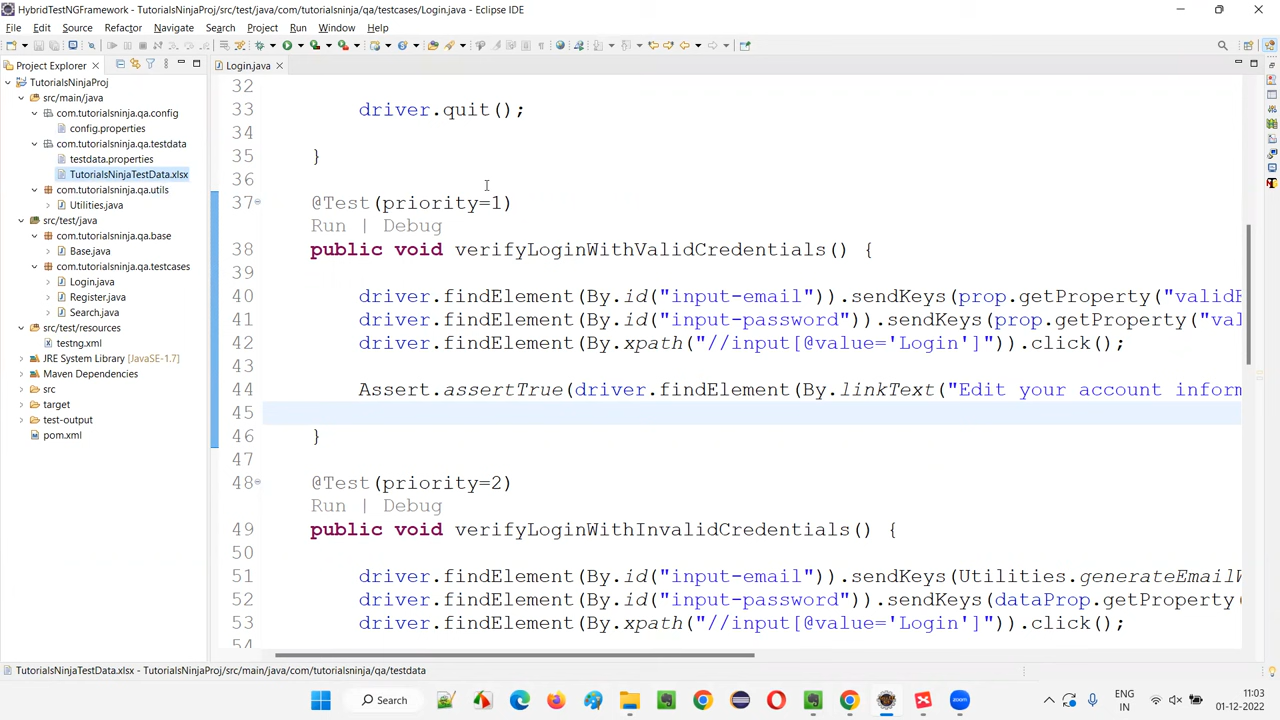 HybridTestNGFramework - TutorialsNinjaProj/src/test/java/com/tutorialsninja/qa/testcases/Login.java - Eclipse IDE
File Edit Source Refactor Navigate Search Project Run Window Help
Project Explorer
Login.java
TutorialsNinjaProj
src/main/java
com.tutorialsninja.qa.config
config.properties
com.tutorialsninja.qa.testdata
testdata.properties
TutorialsNinjaTestData.xlsx
com.tutorialsninja.qa.utils
Utilities.java
src/test/java
com.tutorialsninja.qa.base
Base.java
com.tutorialsninja.qa.testcases
Login.java
Register.java
Search.java
src/test/resources
testng.xml
JRE System Library [JavaSE-1.7]
Maven Dependencies
src
target
test-output
pom.xml
32
33 driver.quit();
34
35 }
36
37 @Test(priority=1)
Run | Debug
38 public void verifyLoginWithValidCredentials() {
39
40 driver.findElement(By.id("input-email")).sendKeys(prop.getProperty("validE
41 driver.findElement(By.id("input-password")).sendKeys(prop.getProperty("val
42 driver.findElement(By.xpath("//input[@value='Login']")).click();
43
44 Assert.assertTrue(driver.findElement(By.linkText("Edit your account inform
45
46 }
47
48 @Test(priority=2)
Run | Debug
49 public void verifyLoginWithInvalidCredentials() {
50
51 driver.findElement(By.id("input-email")).sendKeys(Utilities.generateEmailW
52 driver.findElement(By.id("input-password")).sendKeys(dataProp.getProperty(
53 driver.findElement(By.xpath("//input[@value='Login']")).click();
54
TutorialsNinjaTestData.xlsx - TutorialsNinjaProj/src/main/java/com/tutorialsninja/qa/testdata
Search
ENG
IN
11:03
01-12-2022